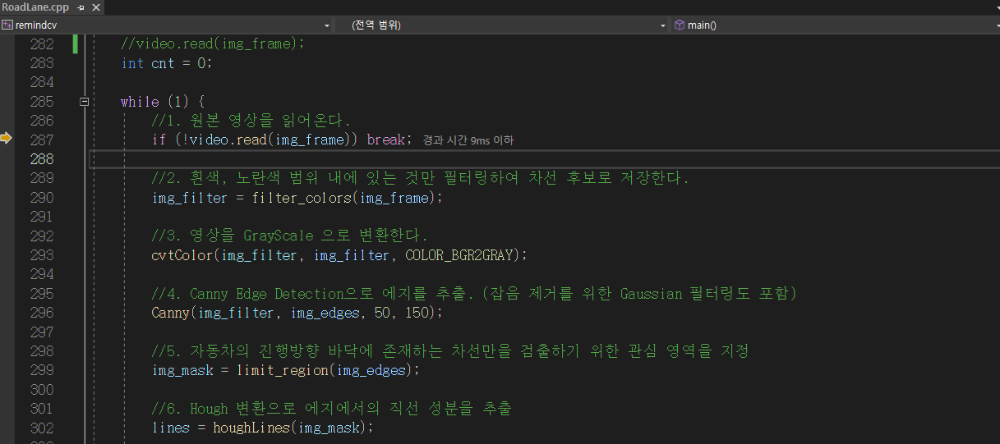 RoadLane.cpp
remindcv (전역 범위) main()
282 //video.read(img_frame);
283 int cnt = 0;
284
285 while (1) {
286 //1. 원본 영상을 읽어온다.
287 if (!video.read(img_frame)) break; 경과 시간 9ms 이하
288
289 //2. 흰색, 노란색 범위 내에 있는 것만 필터링하여 차선 후보로 저장한다.
290 img_filter = filter_colors(img_frame);
291
292 //3. 영상을 GrayScale 으로 변환한다.
293 cvtColor(img_filter, img_filter, COLOR_BGR2GRAY);
294
295 //4. Canny Edge Detection으로 에지를 추출. (잡음 제거를 위한 Gaussian 필터링도 포함)
296 Canny(img_filter, img_edges, 50, 150);
297
298 //5. 자동차의 진행방향 바닥에 존재하는 차선만을 검출하기 위한 관심 영역을 지정
299 img_mask = limit_region(img_edges);
300
301 //6. Hough 변환으로 에지에서의 직선 성분을 추출
302 lines = houghLines(img_mask);